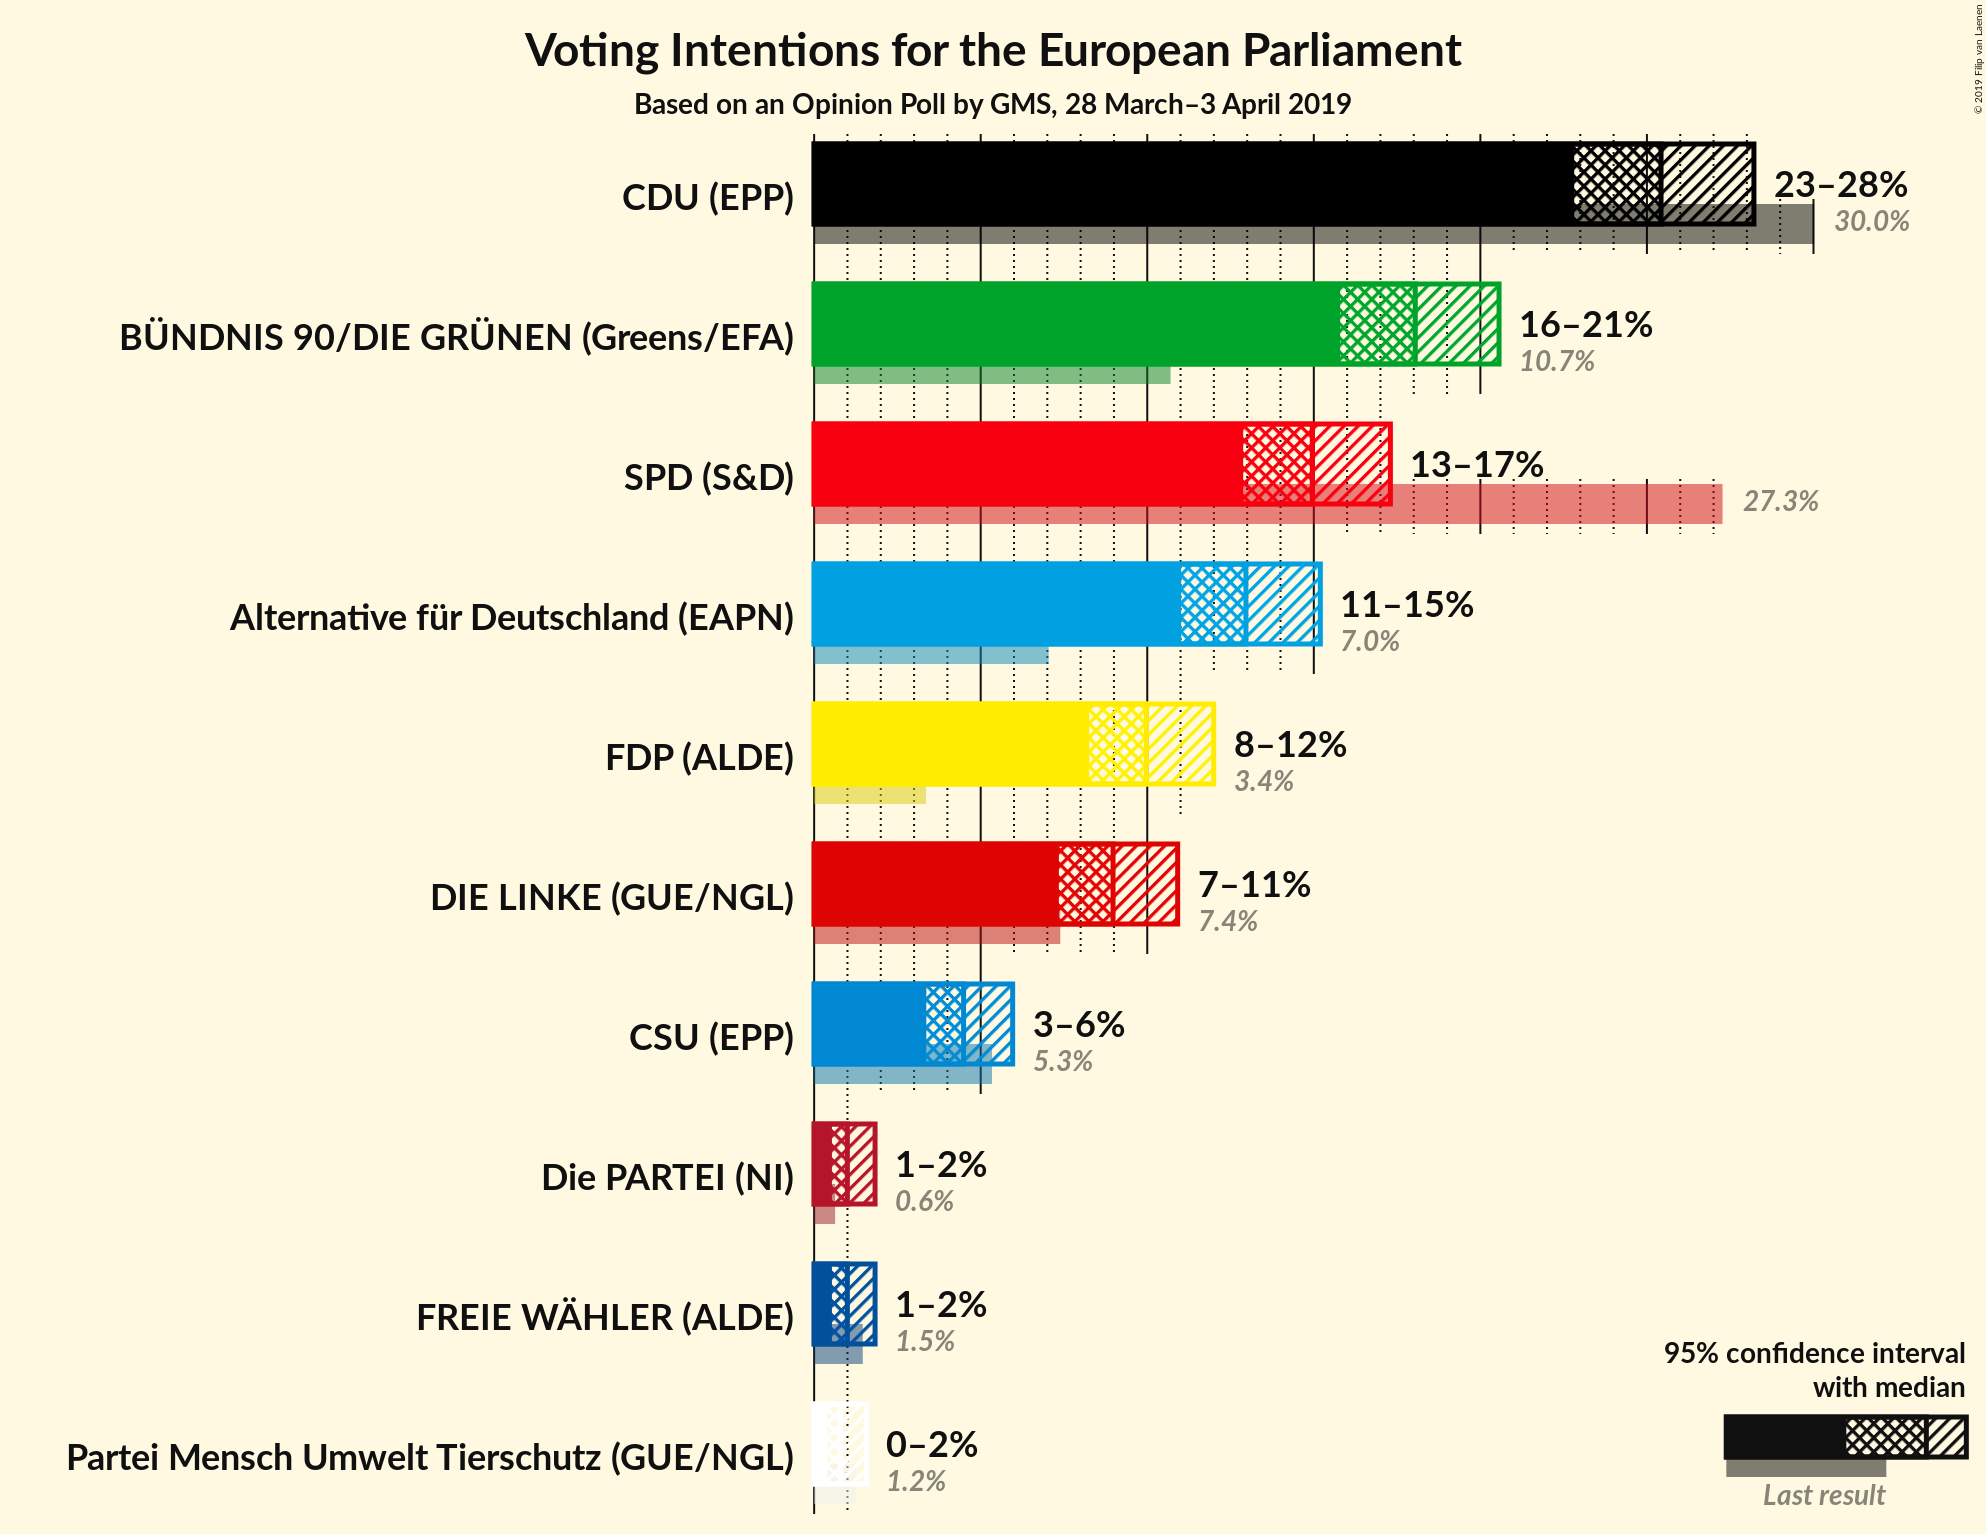 Voting Intentions for the European Parliament
Based on an Opinion Poll by GMS, 28 March–3 April 2019
© 2019 Filip van Laenen
CDU (EPP)
23–28%
30.0%
BÜNDNIS 90/DIE GRÜNEN (Greens/EFA)
16–21%
10.7%
SPD (S&D)
13–17%
27.3%
Alternative für Deutschland (EAPN)
11–15%
7.0%
FDP (ALDE)
8–12%
3.4%
DIE LINKE (GUE/NGL)
7–11%
7.4%
CSU (EPP)
3–6%
5.3%
Die PARTEI (NI)
1–2%
0.6%
FREIE WÄHLER (ALDE)
1–2%
1.5%
Partei Mensch Umwelt Tierschutz (GUE/NGL)
0–2%
1.2%
95% confidence interval
with median
Last result